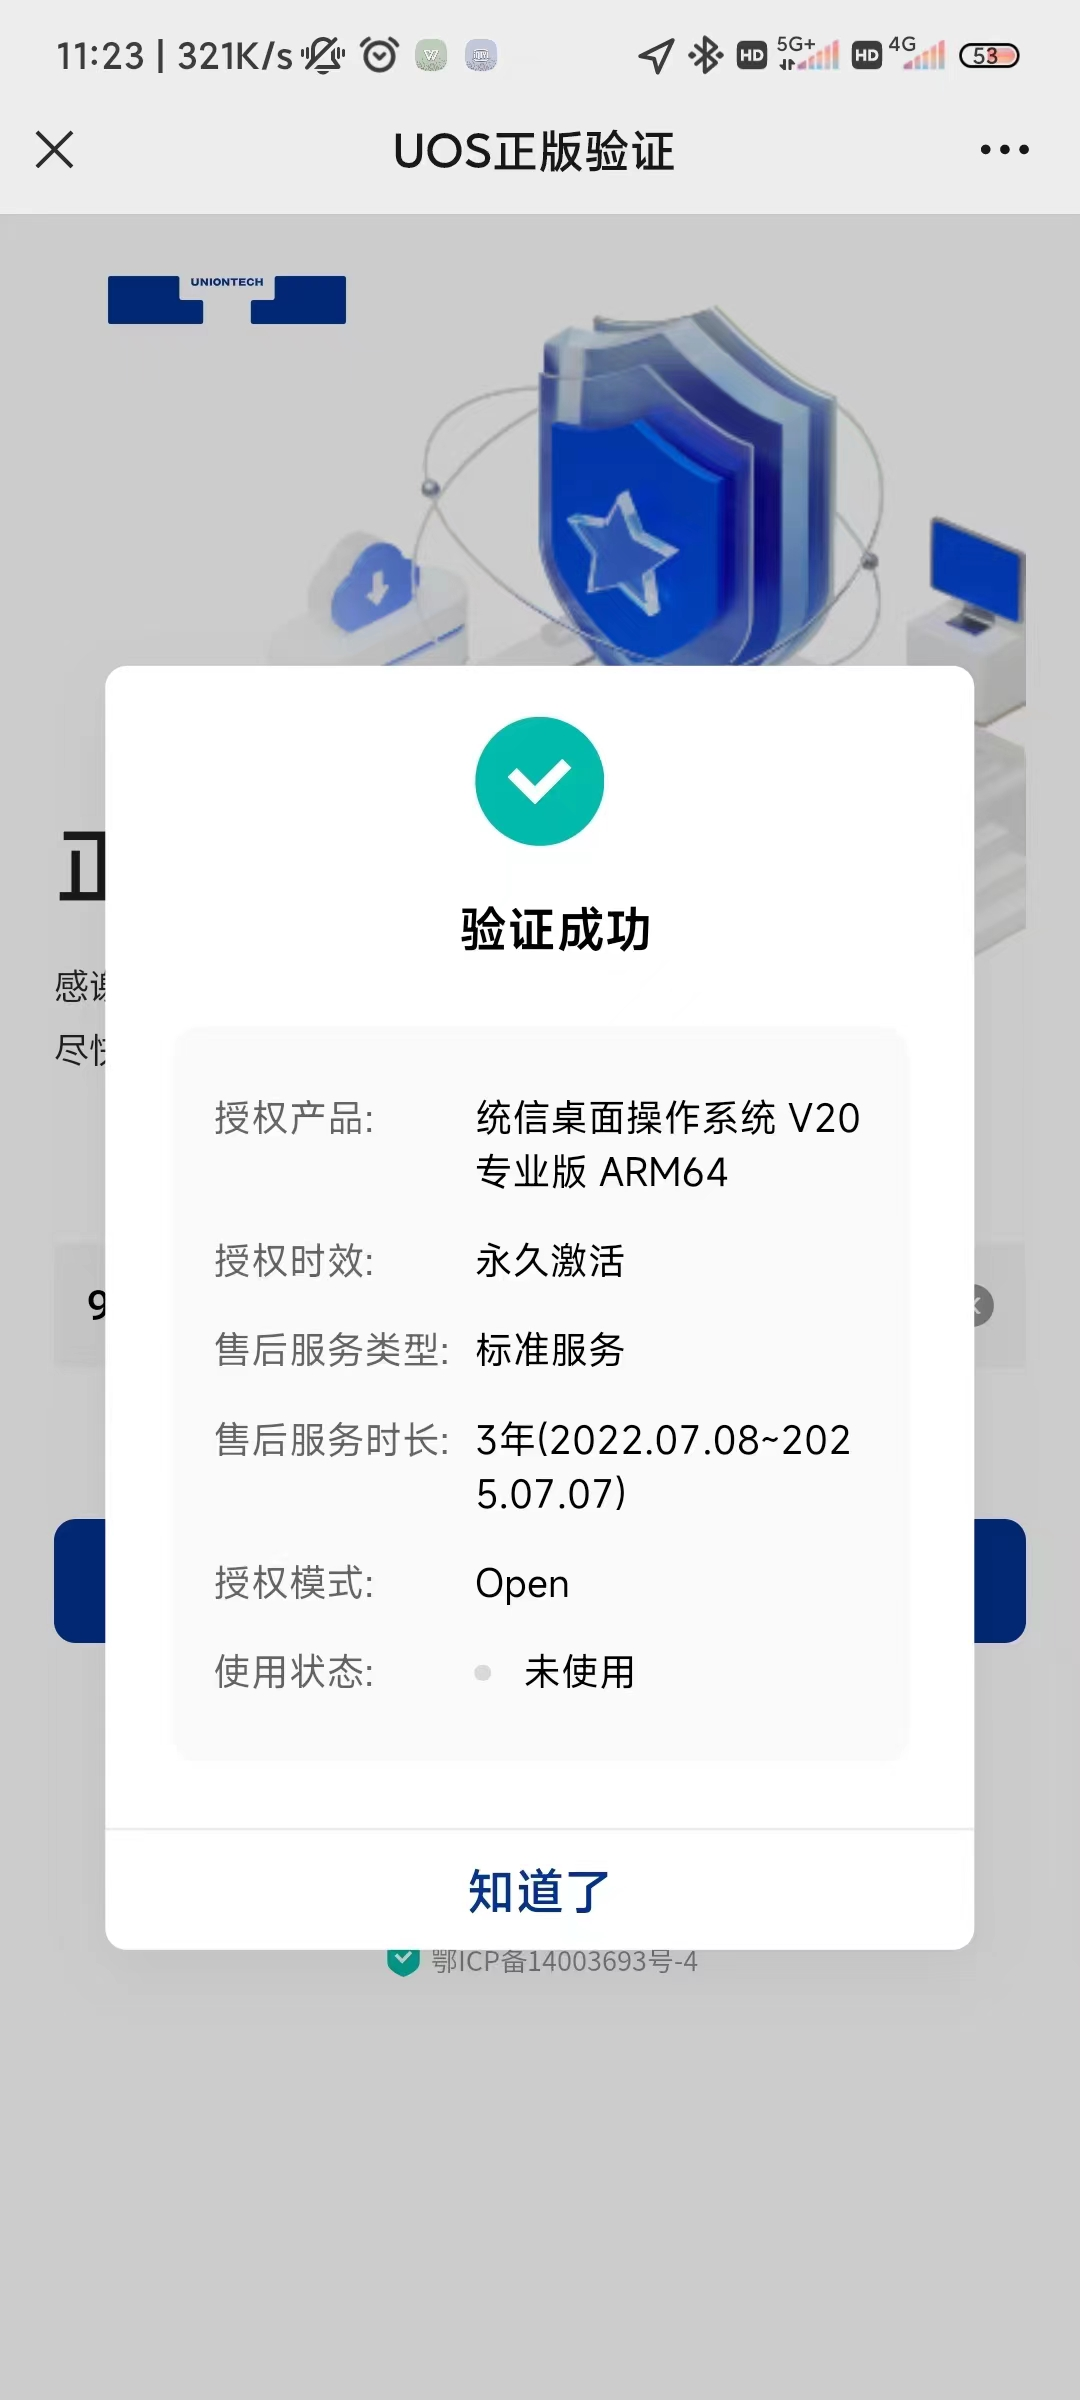 11:23 | 321K/s
HD 5G+ HD 4G 53
UOS正版验证
UNIONTECH
正
感谢
尽快
9
验证成功
授权产品: 统信桌面操作系统 V20
专业版 ARM64
授权时效: 永久激活
售后服务类型: 标准服务
售后服务时长: 3年(2022.07.08~202
5.07.07)
授权模式: Open
使用状态: 未使用
知道了
鄂ICP备14003693号-4